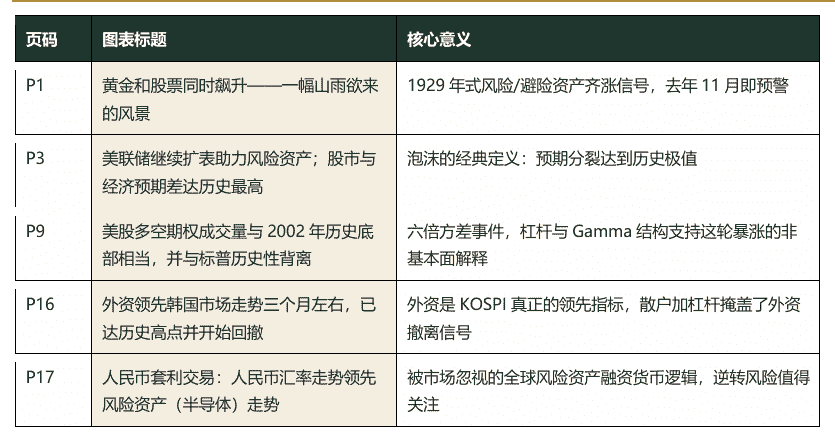 页码 图表标题 核心意义
P1 黄金和股票同时飙升——一幅山雨欲来 1929 年式风险/避险资产齐涨信号，去年 11 月即预警
的风景
P3 美联储继续扩表助力风险资产；股市与 泡沫的经典定义：预期分裂达到历史极值
经济预期差达历史最高
P9 美股多空期权成交量与 2002 年历史底 六倍方差事件，杠杆与 Gamma 结构支持这轮暴涨的非
部相当，并与标普历史性背离 基本面解释
P16 外资领先韩国市场走势三个月左右，已 外资是 KOSPI 真正的领先指标，散户加杠杆掩盖了外资
达历史高点并开始回撤 撤离信号
P17 人民币套利交易：人民币汇率走势领先 被市场忽视的全球风险资产融资货币逻辑，逆转风险值得
风险资产（半导体）走势 关注